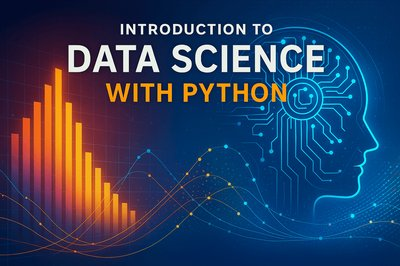 INTRODUCTION TO
DATA SCIENCE
WITH PYTHON